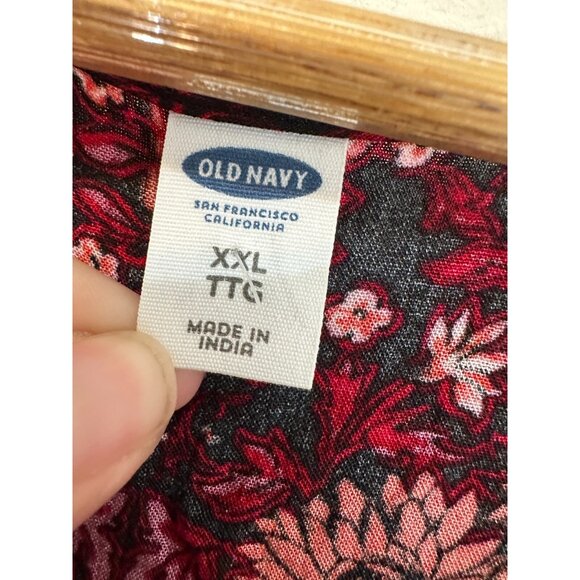 OLD NAVY
SAN FRANCISCO
CALIFORNIA
XXL
TTG
MADE IN
INDIA